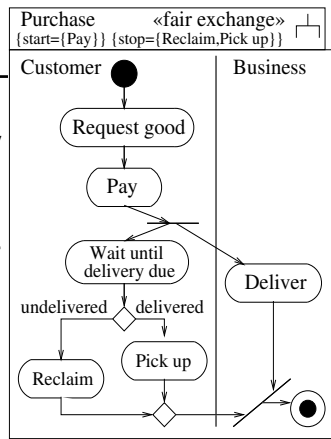 Purchase «fair exchange»
{start={Pay}} {stop={Reclaim,Pick up}}
Customer Business
Request good
Pay
Wait until
delivery due
Deliver
undelivered delivered
Pick up
Reclaim